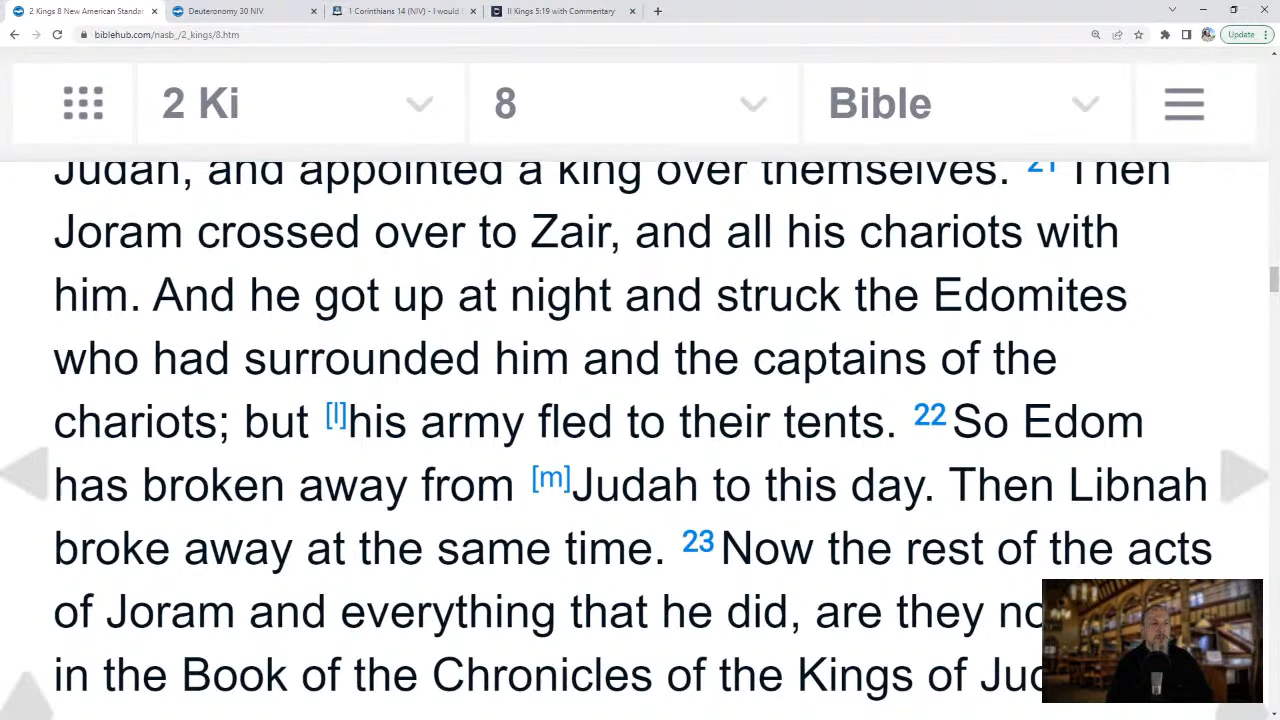 2 Kings 8 New American Standa
Deuteronomy 30 NIV
1 Corinthians 14 (NIV) - I would
II Kings 5:19 with Commentary
biblehub.com/nasb_/2_kings/8.htm
Update
2 Ki
8
Bible
Judah, and appointed a king over themselves. 21 Then
Joram crossed over to Zair, and all his chariots with
him. And he got up at night and struck the Edomites
who had surrounded him and the captains of the
chariots; but [l]his army fled to their tents. 22 So Edom
has broken away from [m]Judah to this day. Then Libnah
broke away at the same time. 23 Now the rest of the acts
of Joram and everything that he did, are they no
in the Book of the Chronicles of the Kings of Jud